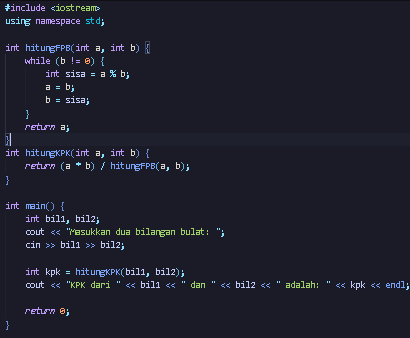 #include <iostream>
using namespace std;

int hitungFPB(int a, int b) {
    while (b != 0) {
        int sisa = a % b;
        a = b;
        b = sisa;
    }
    return a;
}
int hitungKPK(int a, int b) {
    return (a * b) / hitungFPB(a, b);
}

int main() {
    int bil1, bil2;
    cout << "Masukkan dua bilangan bulat: ";
    cin >> bil1 >> bil2;

    int kpk = hitungKPK(bil1, bil2);
    cout << "KPK dari " << bil1 << " dan " << bil2 << " adalah: " << kpk << endl;

    return 0;
}